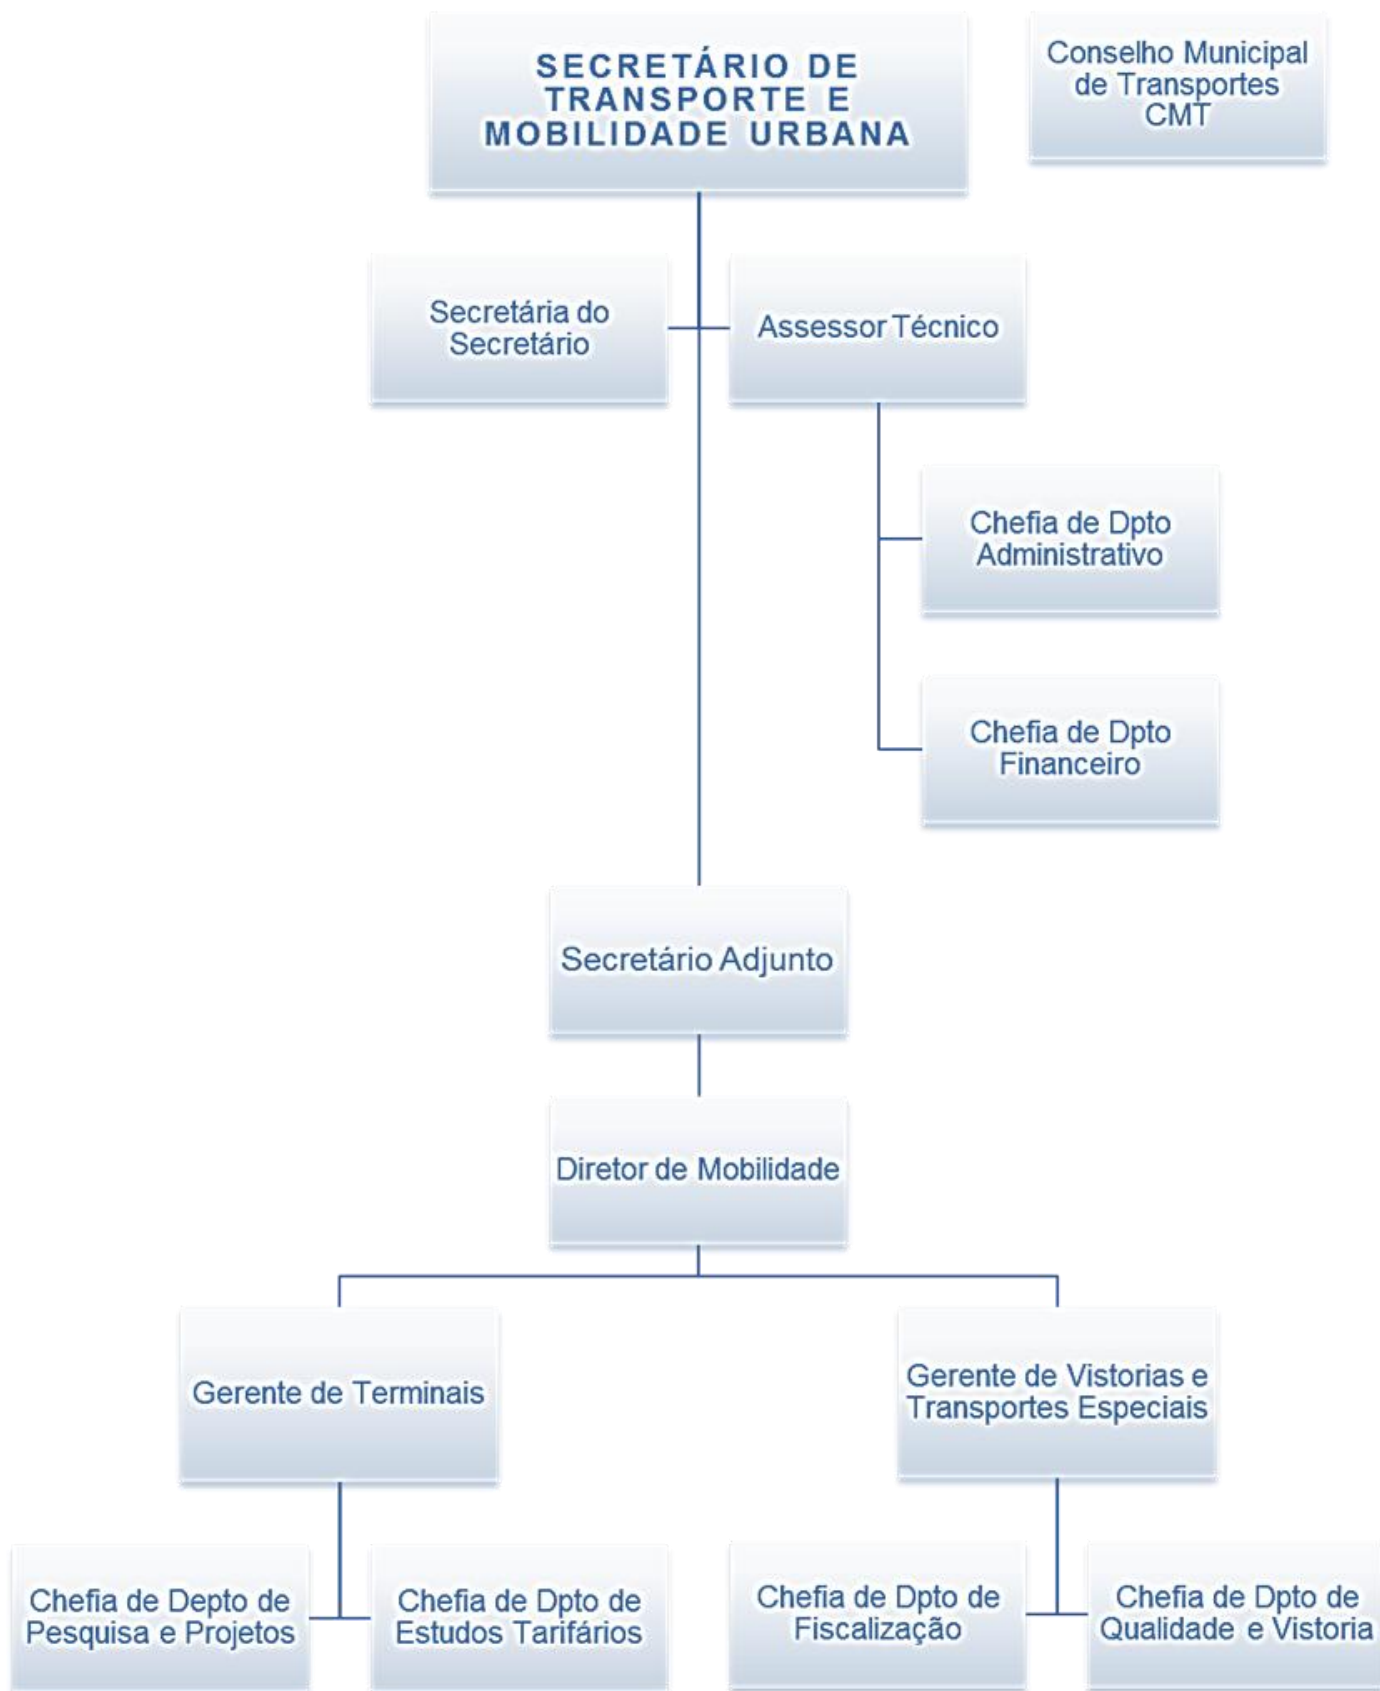 SECRETÁRIO DE
TRANSPORTE E
MOBILIDADE URBANA
Conselho Municipal
de Transportes
CMT
Secretária do
Secretário
Assessor Técnico
Chefia de Dpto
Administrativo
Chefia de Dpto
Financeiro
Secretário Adjunto
Diretor de Mobilidade
Gerente de Terminais
Gerente de Vistorias e
Transportes Especiais
Chefia de Depto de
Pesquisa e Projetos
Chefia de Dpto de
Estudos Tarifários
Chefia de Dpto de
Fiscalização
Chefia de Dpto de
Qualidade e Vistoria